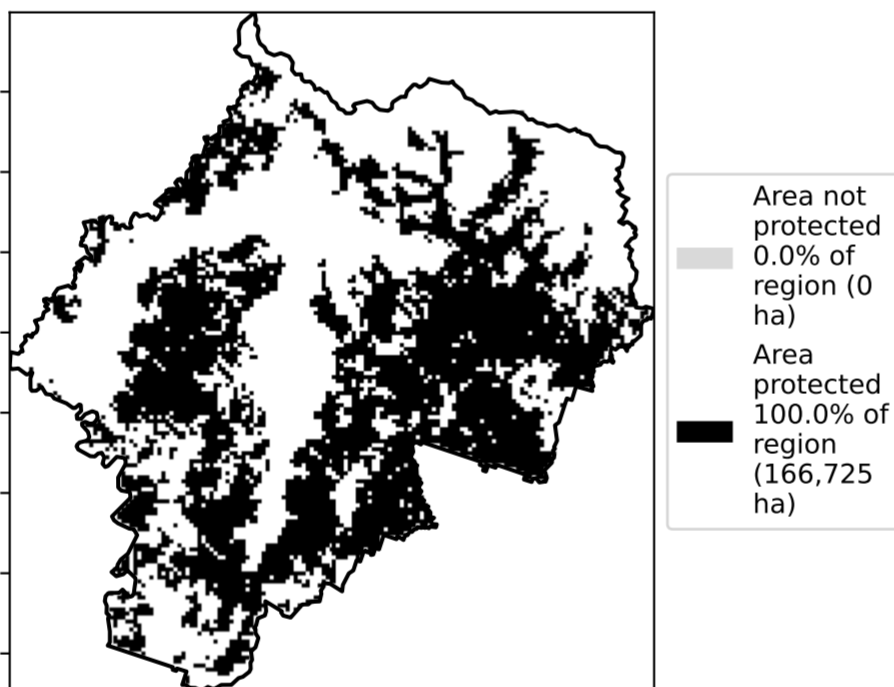 Area not
protected
0.0% of
region (0
ha)
Area
protected
100.0% of
region
(166,725
ha)